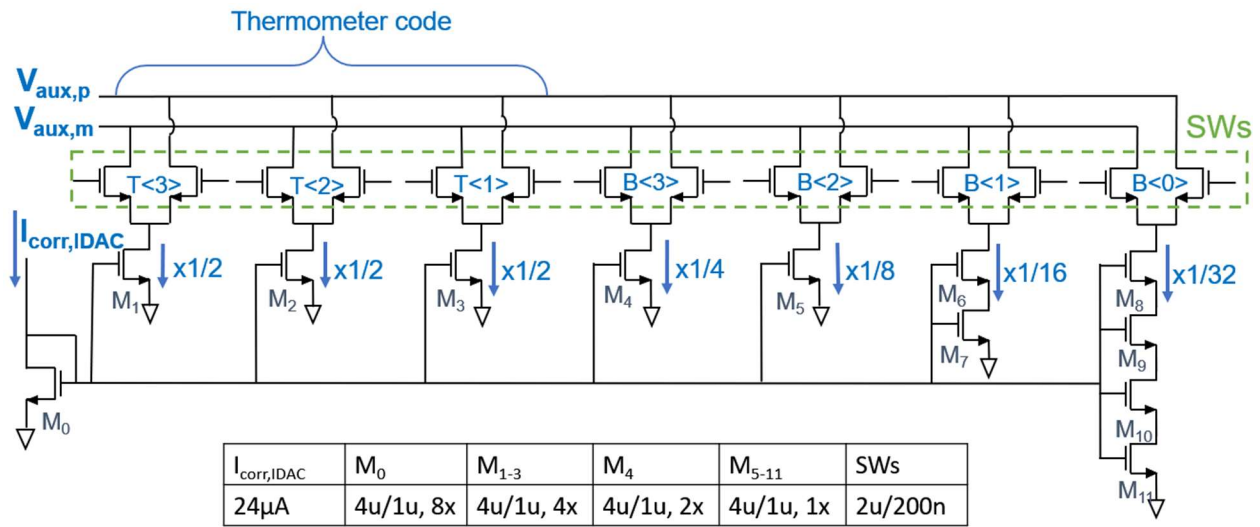 Thermometer code
Vaux,p
Vaux,m
SWs
T<3> T<2> T<1> B<3> B<2> B<1> B<0>
Icorr,IDAC
x1/2 x1/2 x1/2 x1/4 x1/8 x1/16 x1/32
M1 M2 M3 M4 M5 M6 M8
M7 M9
M0 M10
M11
Icorr,IDAC M0 M1-3 M4 M5-11 SWs
24µA 4u/1u, 8x 4u/1u, 4x 4u/1u, 2x 4u/1u, 1x 2u/200n